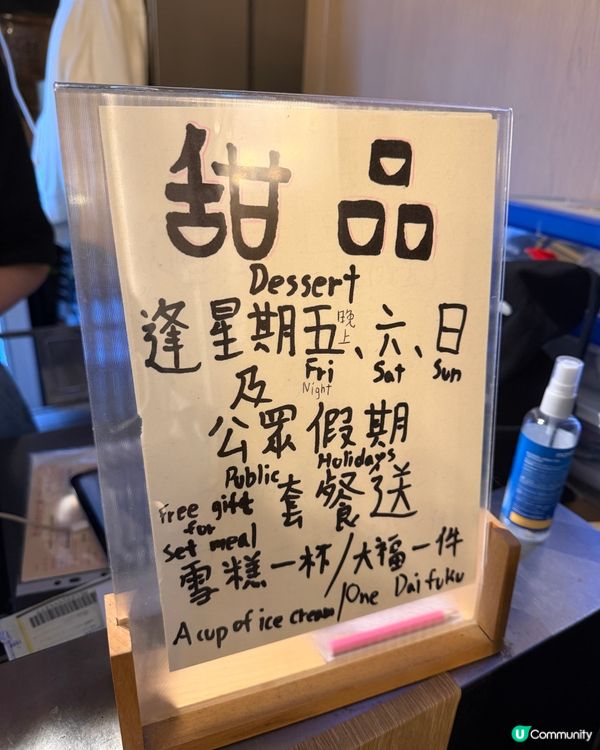 甜品
Dessert
逢星期五晚上、六、日
Fri Night Sat Sun
及
公眾假期
Public Holidays
套餐送
Free gift for set meal
雪糕一杯/大福一件
A cup of ice cream/One Daifuku
U Community